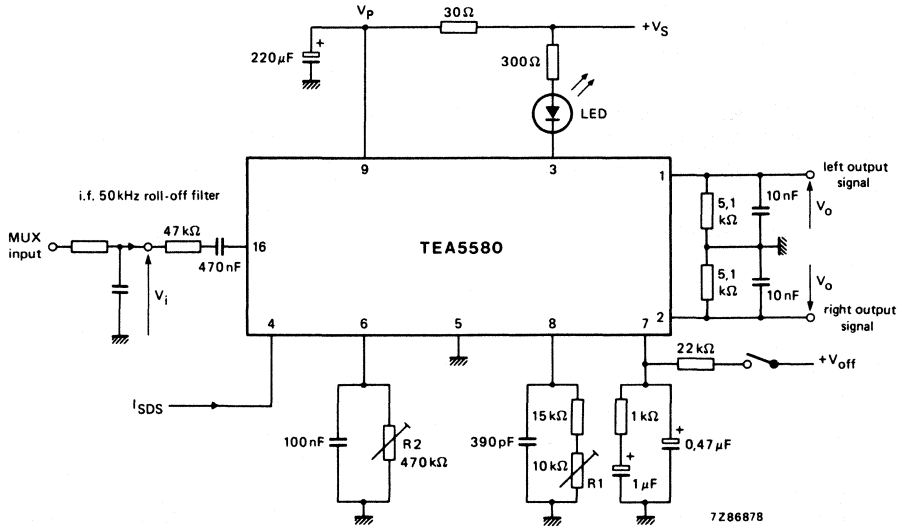 V_P
30Ω
+V_S
220μF
+
300Ω
LED
9
3
i.f. 50 kHz roll-off filter
47kΩ
MUX
input
470nF
16
V_i
TEA5580
1
left output
signal
5,1
kΩ
10nF
V_o
5,1
kΩ
10nF
V_o
2
right output
signal
4
6
5
8
7
22kΩ
+V_off
I_SDS
100nF
R2
470kΩ
390pF
15kΩ
10kΩ
R1
1kΩ
+
1μF
+
0,47μF
7Z86878